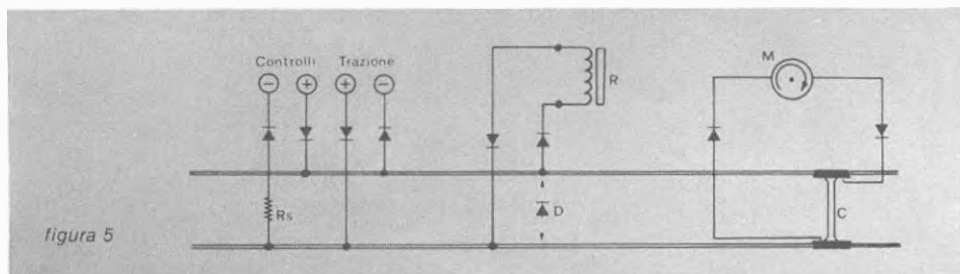 Controlli Trazione
− + + −
M
R
Rs
D
C
figura 5